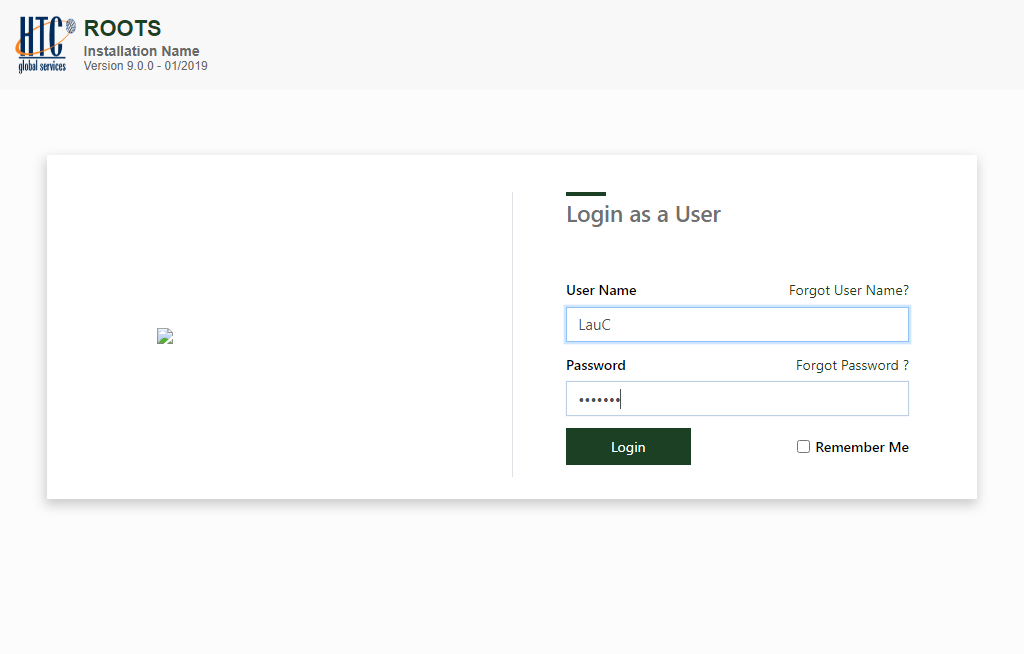 HTC
global services
ROOTS
Installation Name
Version 9.0.0 - 01/2019
Login as a User
User Name
Forgot User Name?
LauC
Password
Forgot Password ?
•••••••
Login
Remember Me